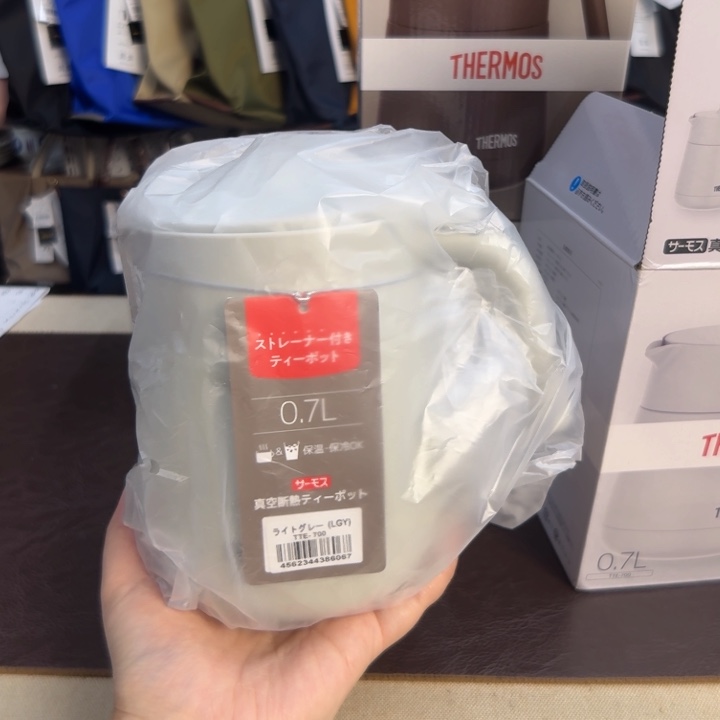 THERMOS
THERMOS
ストレーナー付き
ティーポット
0.7L
保温・保冷OK
サーモス
真空断熱ティーポット
ライトグレー (LGY)
TTE-700
4562344386067
サーモス 真
TH
0.7L